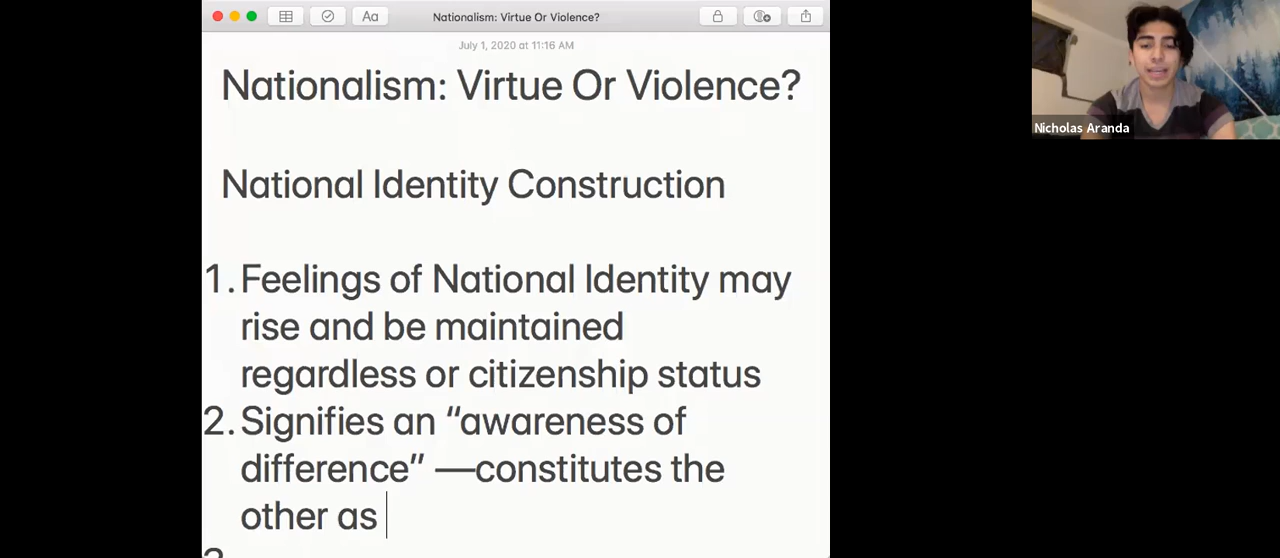 Nationalism: Virtue Or Violence?
July 1, 2020 at 11:16 AM
Nationalism: Virtue Or Violence?
Nicholas Aranda
National Identity Construction
1. Feelings of National Identity may
rise and be maintained
regardless or citizenship status
2. Signifies an “awareness of
difference” —constitutes the
other as